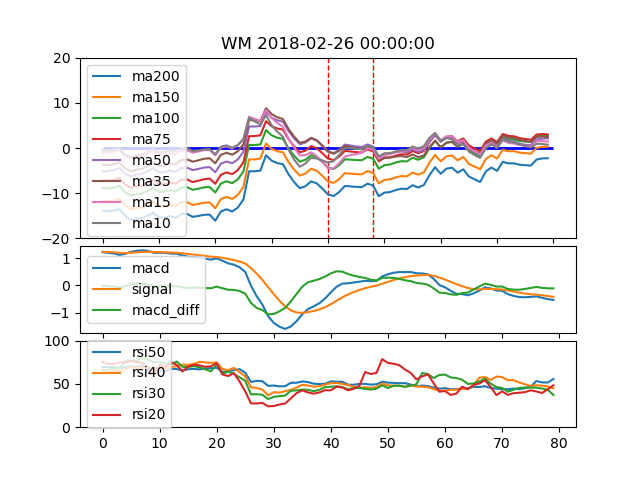 WM 2018-02-26 00:00:00
20
10
0
−10
−20
ma200
ma150
ma100
ma75
ma50
ma35
ma15
ma10
1
0
−1
macd
signal
macd_diff
100
50
0
rsi50
rsi40
rsi30
rsi20
0 10 20 30 40 50 60 70 80